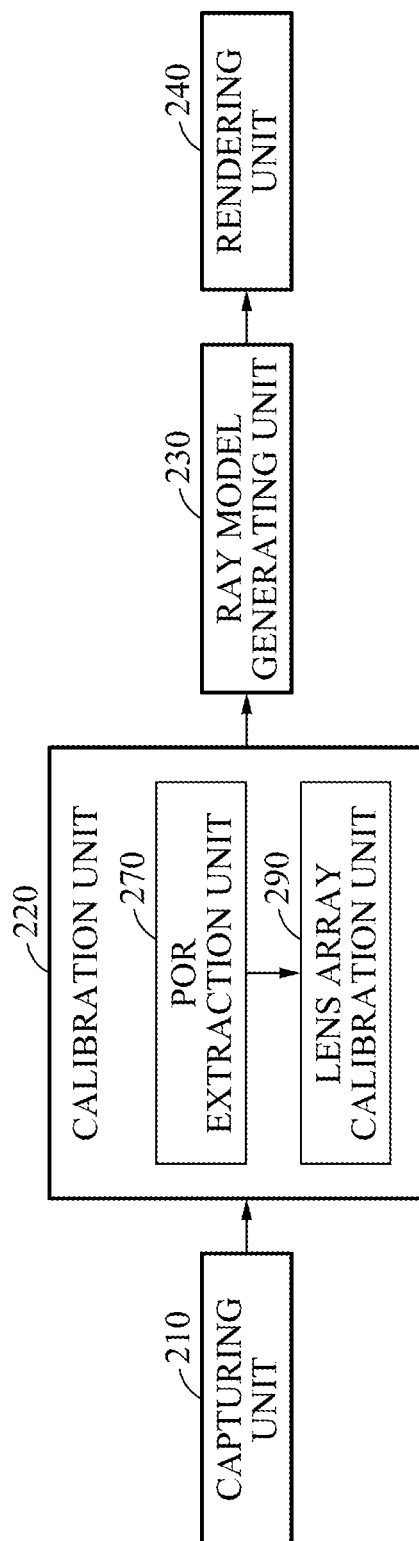 210
CAPTURING
UNIT
220
CALIBRATION UNIT
270
POR
EXTRACTION UNIT
290
LENS ARRAY
CALIBRATION UNIT
230
RAY MODEL
GENERATING UNIT
240
RENDERING
UNIT